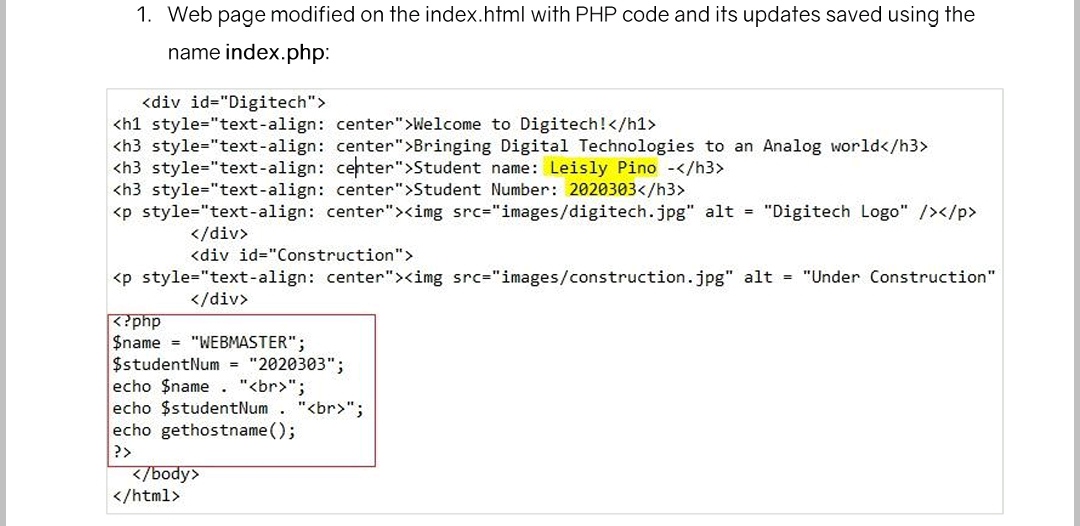 1. Web page modified on the index.html with PHP code and its updates saved using the
name index.php:
<div id="Digitech">
<h1 style="text-align: center">Welcome to Digitech!</h1>
<h3 style="text-align: center">Bringing Digital Technologies to an Analog world</h3>
<h3 style="text-align: center">Student name: Leisly Pino -</h3>
<h3 style="text-align: center">Student Number: 2020303</h3>
<p style="text-align: center"><img src="images/digitech.jpg" alt = "Digitech Logo" /></p>
</div>
<div id="Construction">
<p style="text-align: center"><img src="images/construction.jpg" alt = "Under Construction"
</div>
<?php
$name = "WEBMASTER";
$studentNum = "2020303";
echo $name . "<br>";
echo $studentNum . "<br>";
echo gethostname();
?>
</body>
</html>